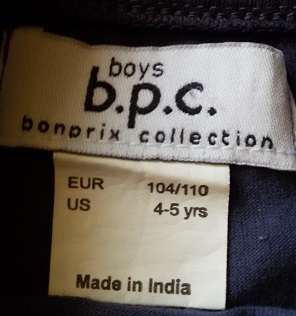 boys
b.p.c.
bonprix collection
EUR 104/110
US 4-5 yrs
Made in India